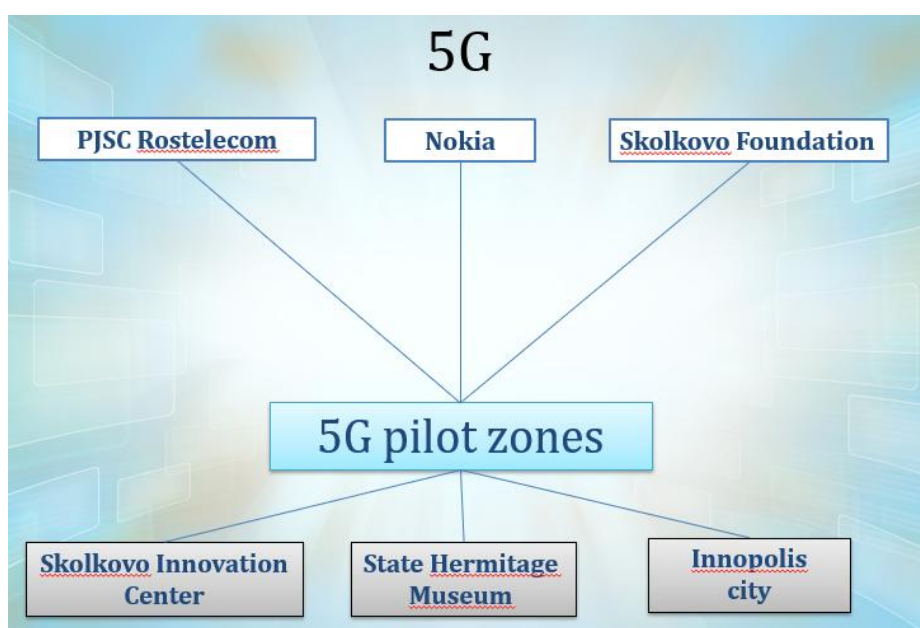 5G
PJSC Rostelecom
Nokia
Skolkovo Foundation
5G pilot zones
Skolkovo Innovation
Center
State Hermitage
Museum
Innopolis
city